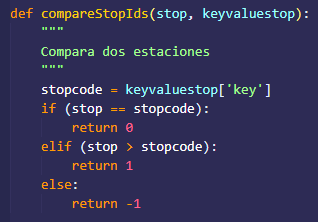 def compareStopIds(stop, keyvaluestop):
    """
    Compara dos estaciones
    """
    stopcode = keyvaluestop['key']
    if (stop == stopcode):
        return 0
    elif (stop > stopcode):
        return 1
    else:
        return -1